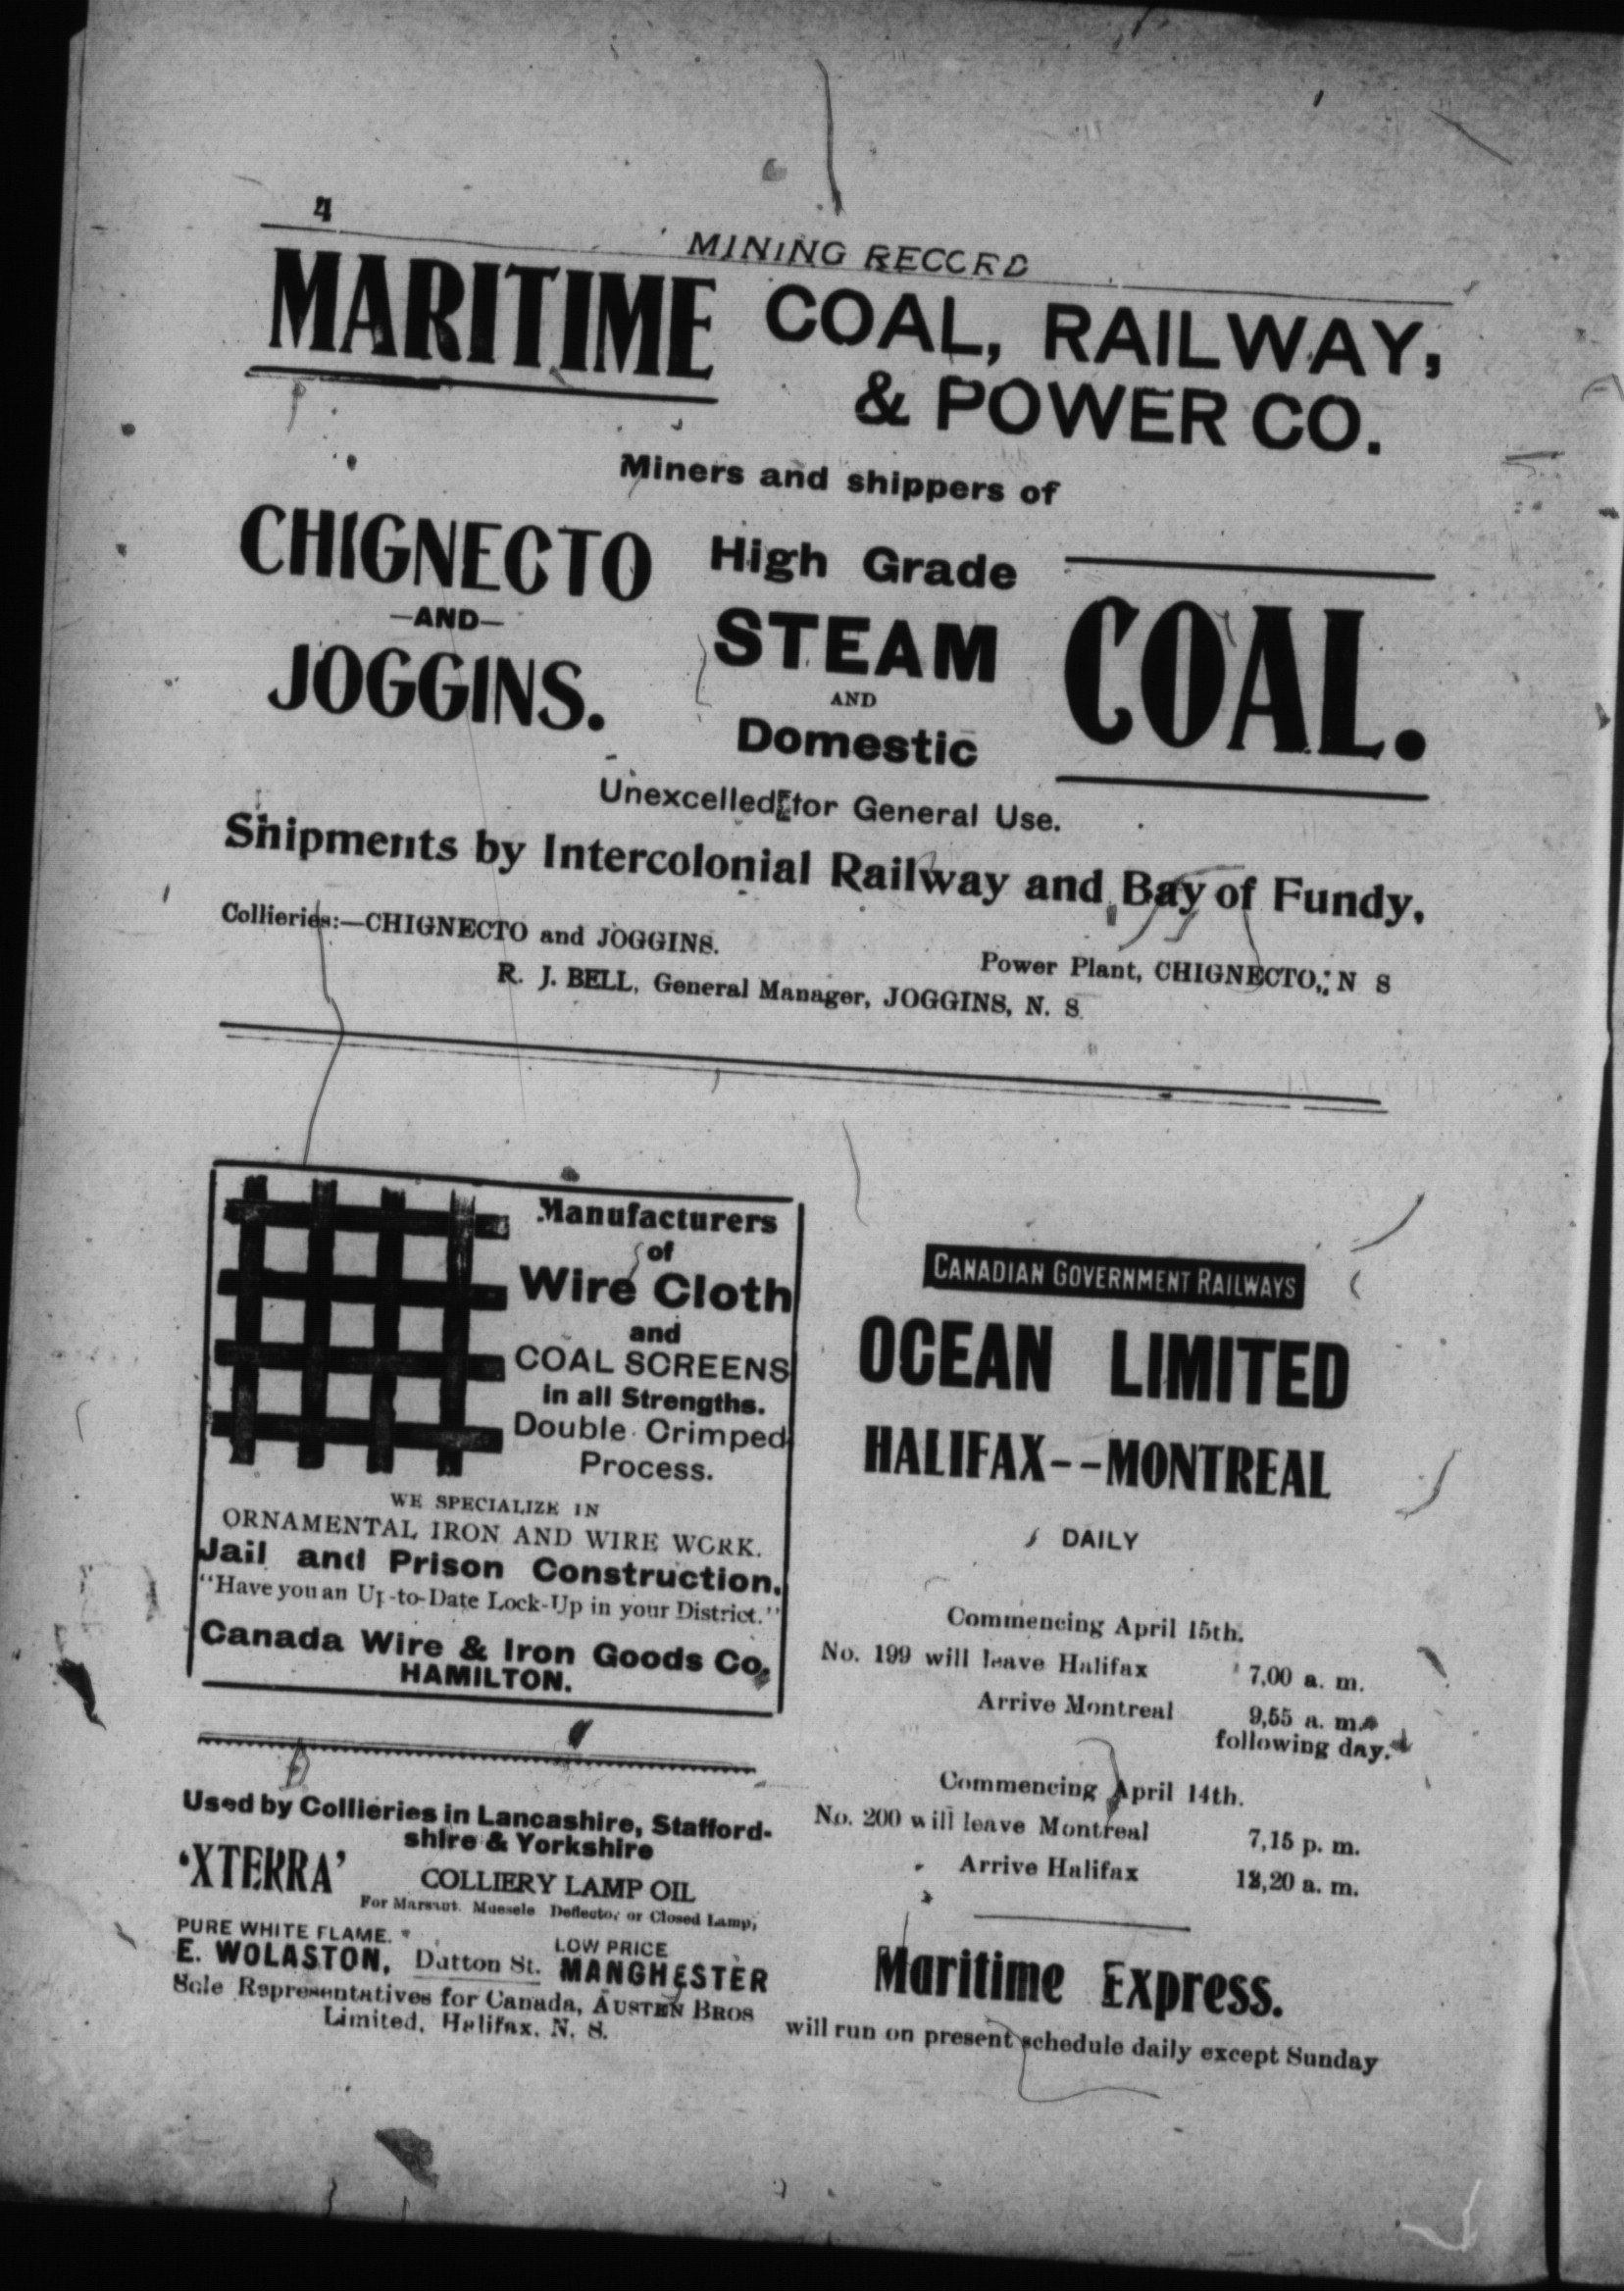 4
MINING RECORD
MARITIME COAL, RAILWAY,
& POWER CO.
Miners and shippers of
CHIGNECTO
—AND—
JOGGINS.
High Grade
STEAM
AND
Domestic
COAL.
Unexcelled for General Use.
Shipments by Intercolonial Railway and Bay of Fundy,
Collieries:—CHIGNECTO and JOGGINS.
Power Plant, CHIGNECTO, N S
R. J. BELL, General Manager, JOGGINS, N. S.
Manufacturers
of
Wire Cloth
and
COAL SCREENS
in all Strengths.
Double Crimped
Process.
WE SPECIALIZE IN
ORNAMENTAL IRON AND WIRE WORK.
Jail and Prison Construction.
"Have you an Up-to-Date Lock-Up in your District."
Canada Wire & Iron Goods Co.
HAMILTON.
Used by Collieries in Lancashire, Stafford-
shire & Yorkshire
'XTERRA' COLLIERY LAMP OIL
For Marsaut Muesele Deflector or Closed Lamp,
PURE WHITE FLAME. LOW PRICE
E. WOLASTON, Dutton St. MANGHESTER
Sole Representatives for Canada, AUSTEN BROS
Limited, Halifax, N. S.
CANADIAN GOVERNMENT RAILWAYS
OCEAN LIMITED
HALIFAX--MONTREAL
DAILY
Commencing April 15th.
No. 199 will leave Halifax 7.00 a. m.
Arrive Montreal 9,55 a. m.
following day.
Commencing April 14th.
No. 200 will leave Montreal 7,15 p. m.
Arrive Halifax a. m.
Maritime Express.
will run on present schedule daily except Sunday